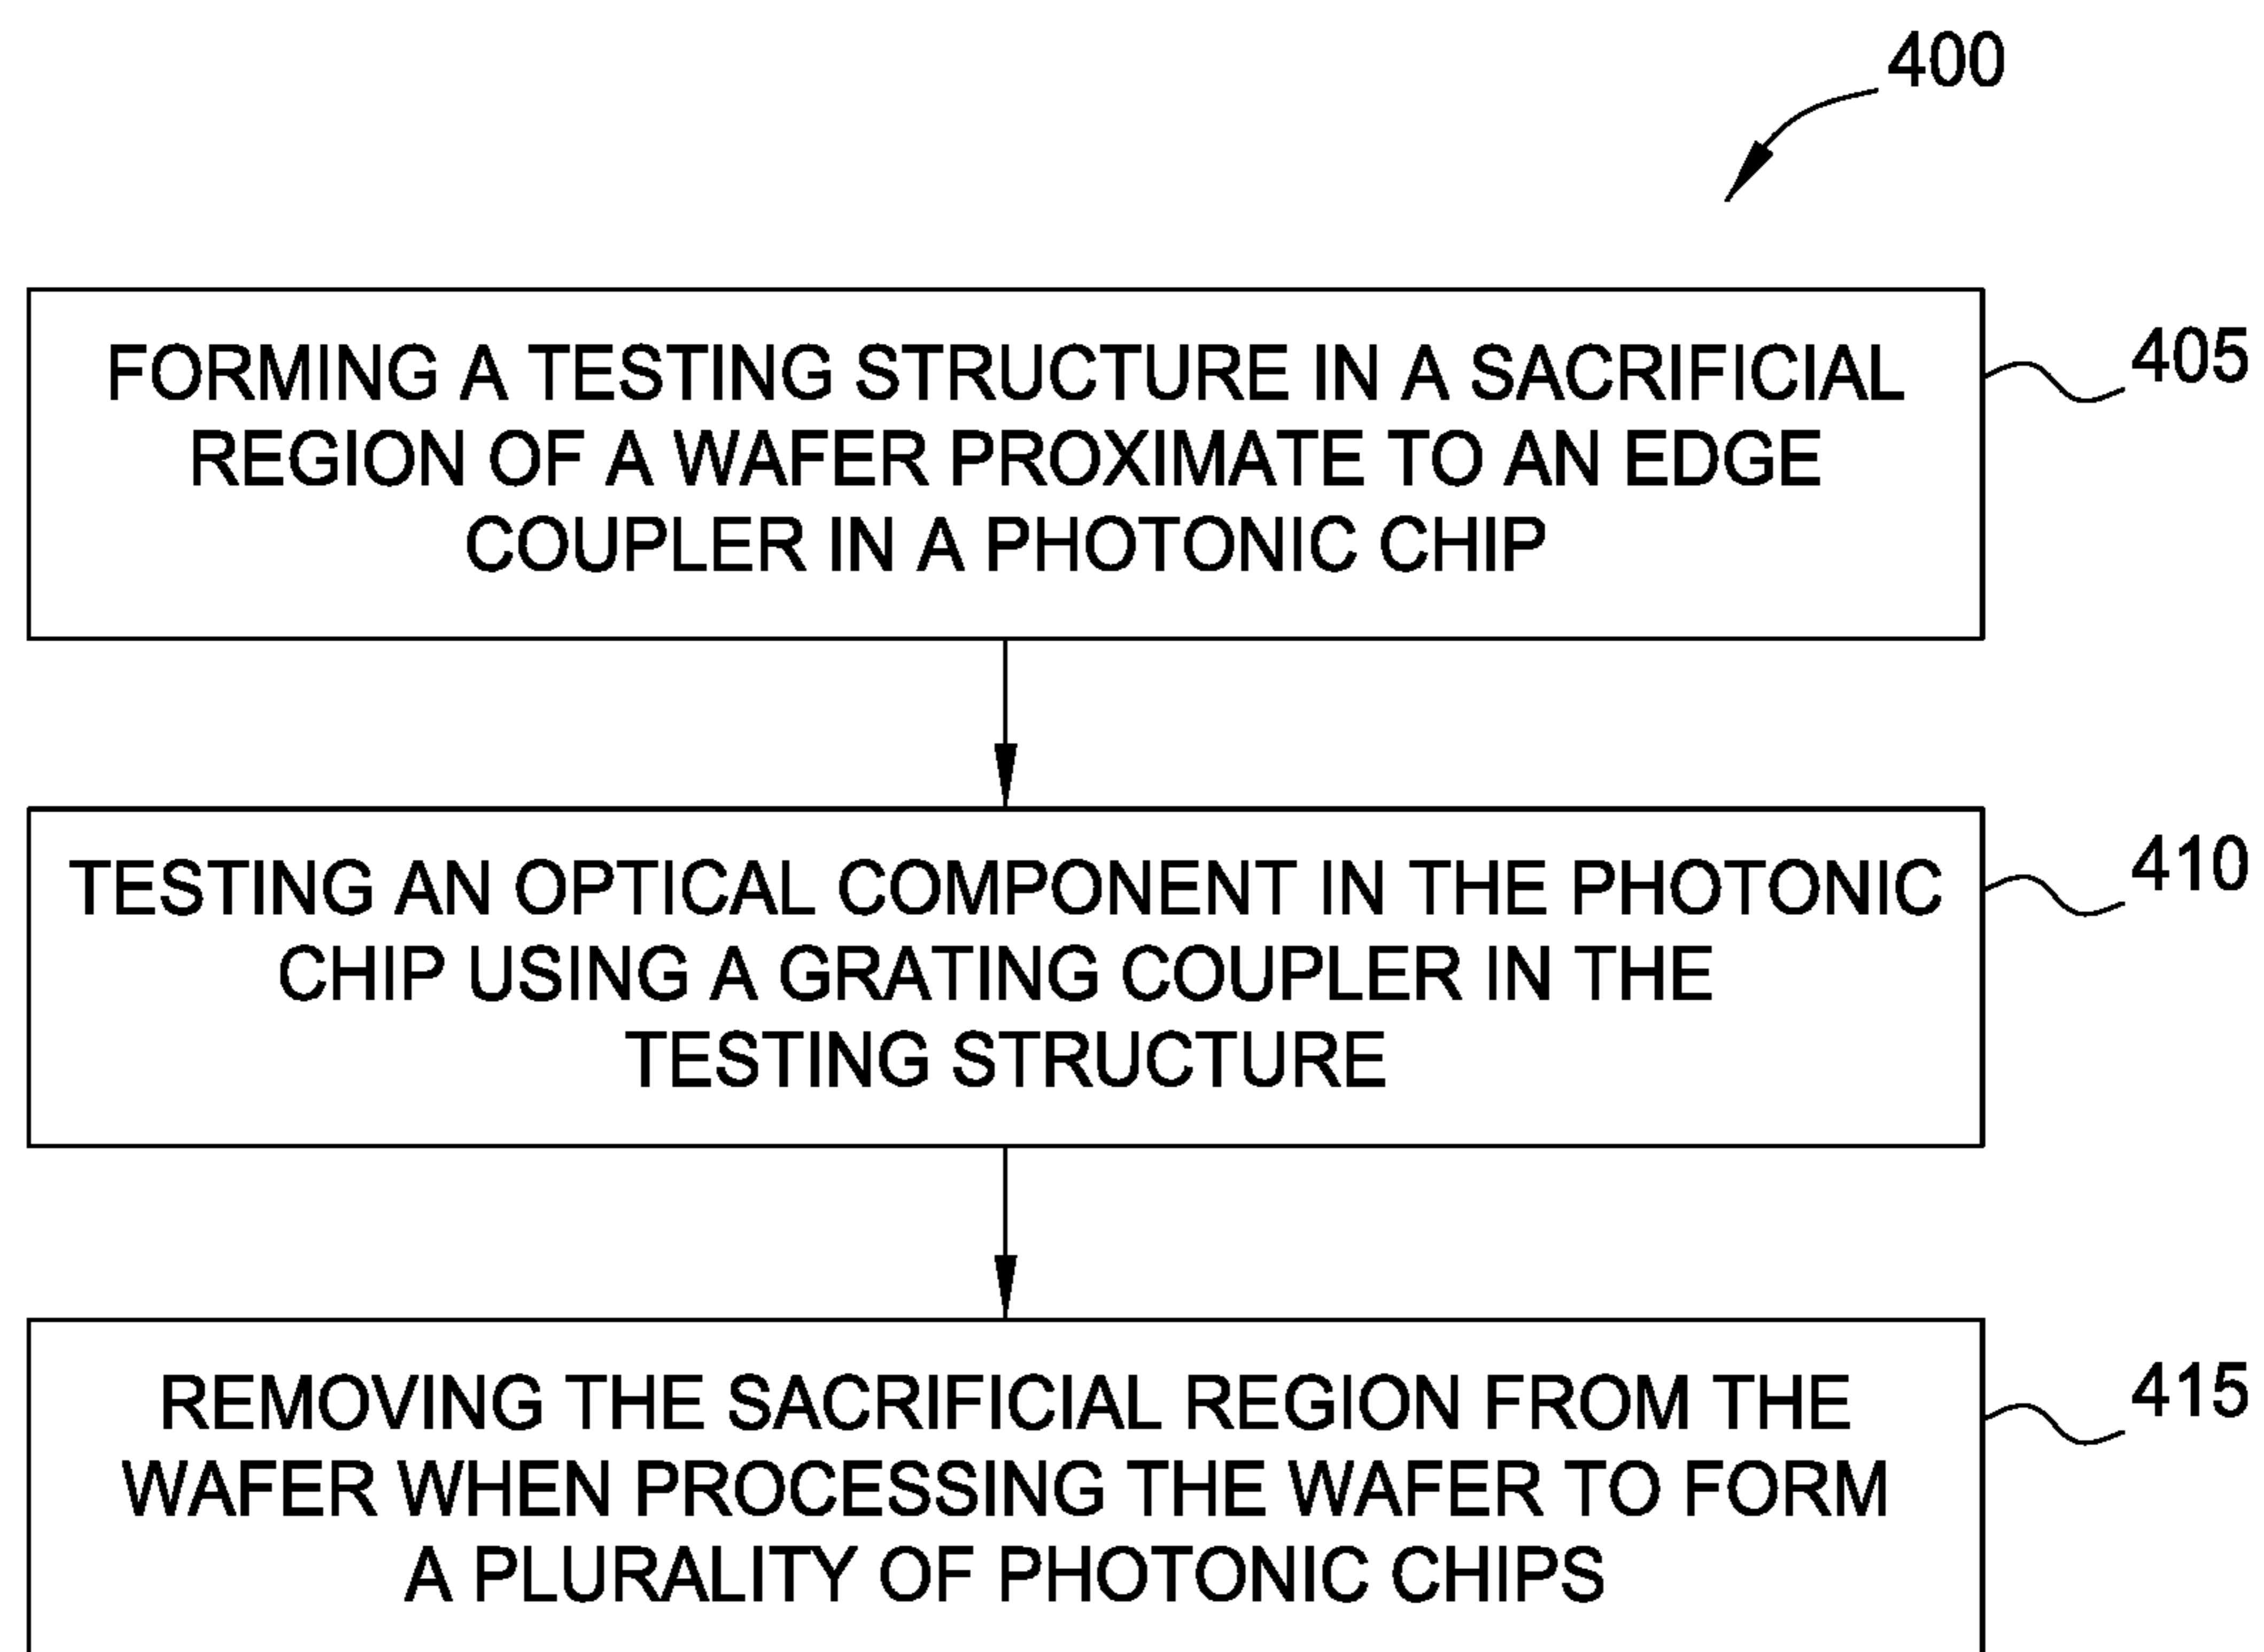 400
FORMING A TESTING STRUCTURE IN A SACRIFICIAL
REGION OF A WAFER PROXIMATE TO AN EDGE
COUPLER IN A PHOTONIC CHIP
405
TESTING AN OPTICAL COMPONENT IN THE PHOTONIC
CHIP USING A GRATING COUPLER IN THE
TESTING STRUCTURE
410
REMOVING THE SACRIFICIAL REGION FROM THE
WAFER WHEN PROCESSING THE WAFER TO FORM
A PLURALITY OF PHOTONIC CHIPS
415